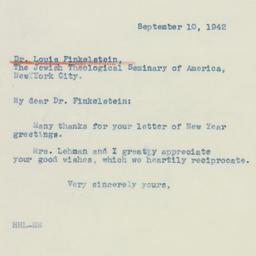 September 10, 1942
Dr. Louis Finkelstein,
The Jewish Theological Seminary of America,
New York City.
My dear Dr. Finkelstein:
Many thanks for your letter of New Year
greetings.
Mrs. Lehman and I greatly appreciate
your good wishes, which we heartily reciprocate.
Very sincerely yours,